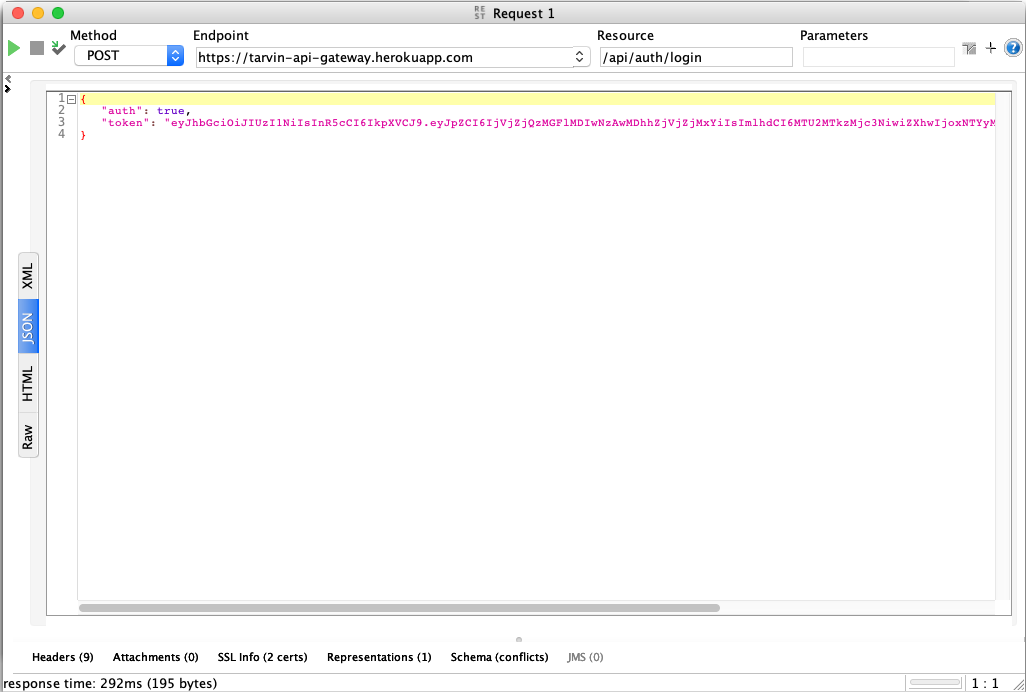 RE
ST Request 1
Method Endpoint Resource Parameters
POST https://tarvin-api-gateway.herokuapp.com /api/auth/login
?
1 {
2 "auth": true,
3 "token": "eyJhbGciOiJIUzI1NiIsInR5cCI6IkpXVCJ9.eyJpZCI6IjVjZjQzMGFlMDIwNzAwMDhhZjVjZjMxYiIsImlhdCI6MTU2MTkzMjc3NiwiZXhwIjoxNTYyM
4 }
XML
JSON
HTML
Raw
Headers (9) Attachments (0) SSL Info (2 certs) Representations (1) Schema (conflicts) JMS (0)
response time: 292ms (195 bytes) 1 : 1